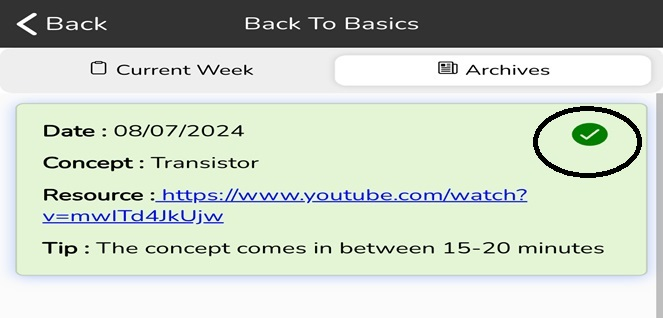 Back
Back To Basics
Current Week
Archives
Date : 08/07/2024
Concept : Transistor
Resource : https://www.youtube.com/watch?
v=mwITd4JkUjw
Tip : The concept comes in between 15-20 minutes